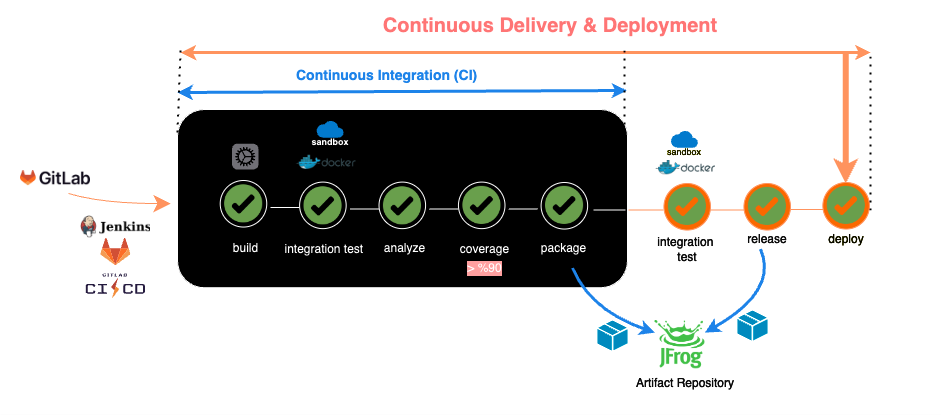 Continuous Delivery & Deployment
Continuous Integration (CI)
sandbox
docker
sandbox
docker
GitLab
Jenkins
GITLAB
CI CD
build
integration test
analyze
coverage
> %90
package
integration
test
release
deploy
JFrog
Artifact Repository